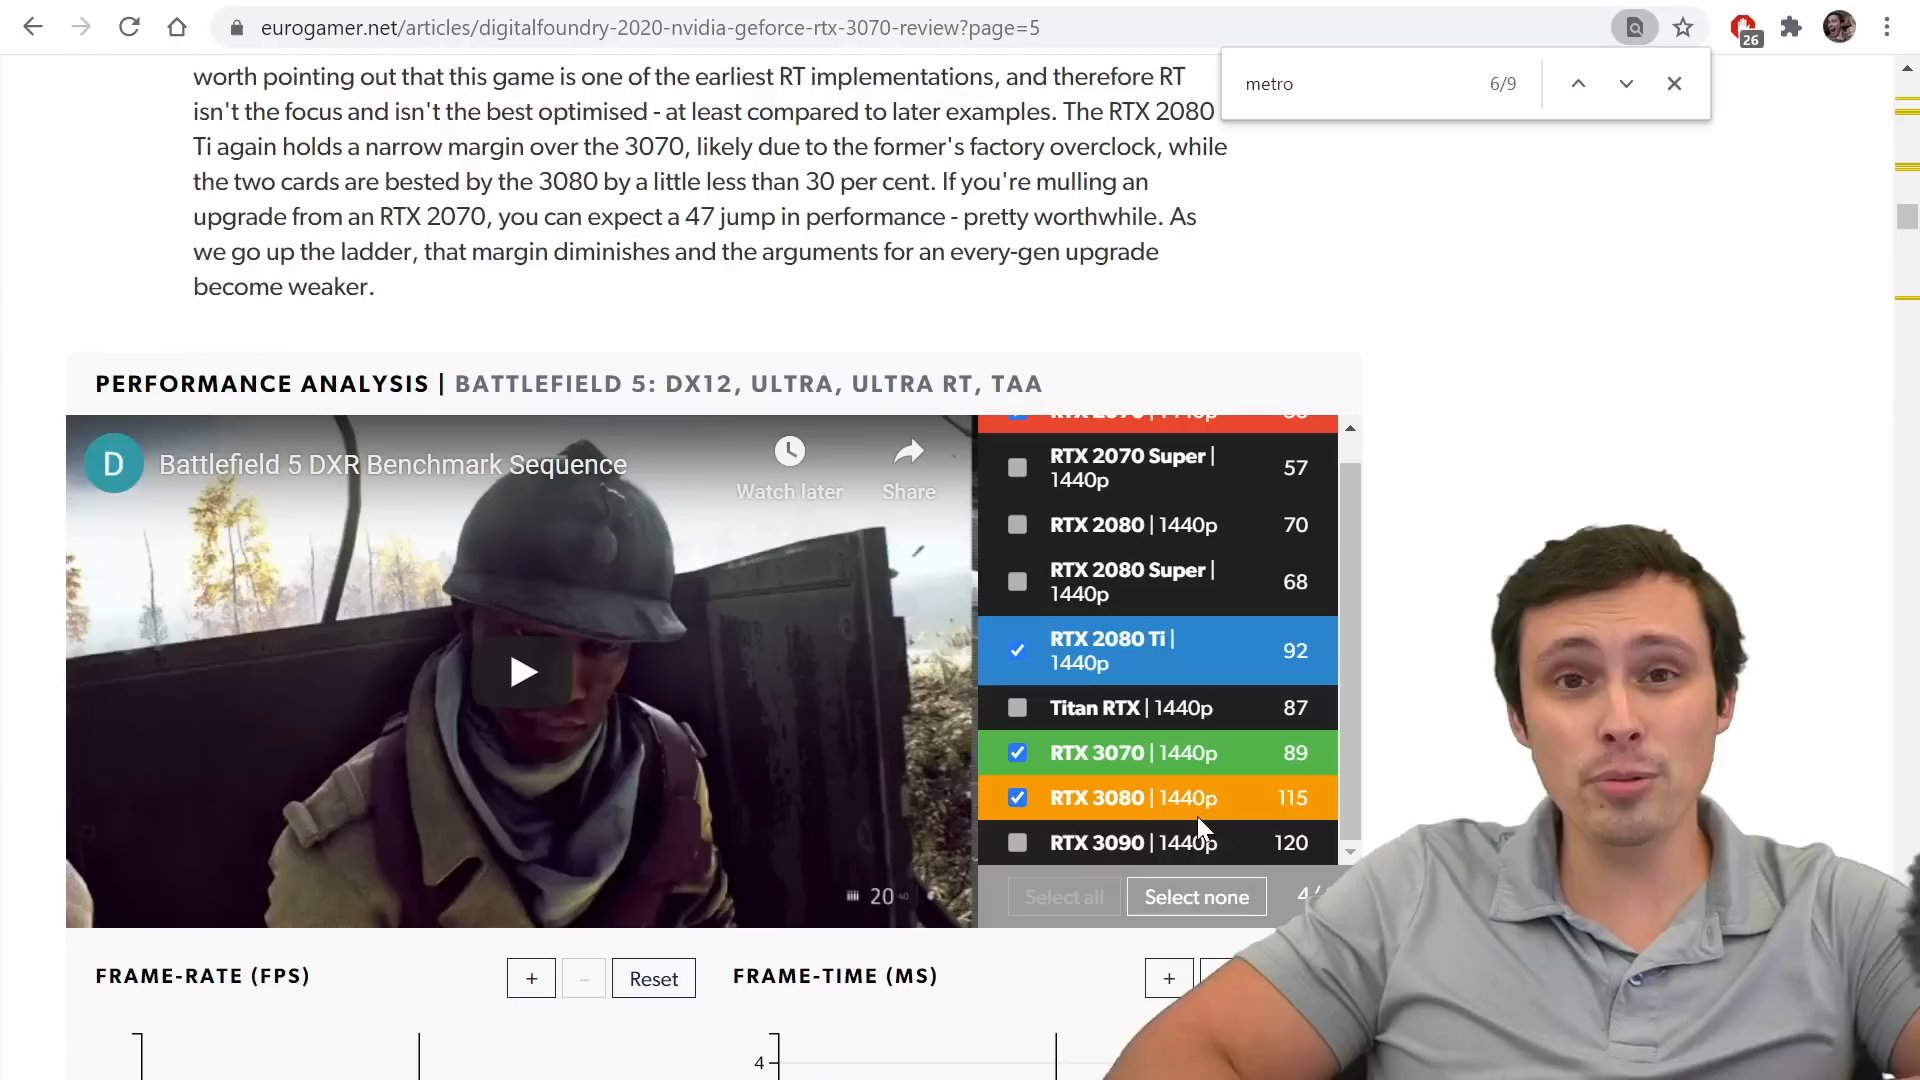 eurogamer.net/articles/digitalfoundry-2020-nvidia-geforce-rtx-3070-review?page=5
26
metro
6/9
worth pointing out that this game is one of the earliest RT implementations, and therefore RT
isn't the focus and isn't the best optimised - at least compared to later examples. The RTX 2080
Ti again holds a narrow margin over the 3070, likely due to the former's factory overclock, while
the two cards are bested by the 3080 by a little less than 30 per cent. If you're mulling an
upgrade from an RTX 2070, you can expect a 47 jump in performance - pretty worthwhile. As
we go up the ladder, that margin diminishes and the arguments for an every-gen upgrade
become weaker.
PERFORMANCE ANALYSIS | BATTLEFIELD 5: DX12, ULTRA, ULTRA RT, TAA
D
Battlefield 5 DXR Benchmark Sequence
Watch later
Share
20
RTX 2070 Super |
1440p
57
RTX 2080 | 1440p
70
RTX 2080 Super |
1440p
68
RTX 2080 Ti |
1440p
92
Titan RTX | 1440p
87
RTX 3070 | 1440p
89
RTX 3080 | 1440p
115
RTX 3090 | 1440p
120
Select all
Select none
4/
FRAME-RATE (FPS)
+
-
Reset
FRAME-TIME (MS)
+
4